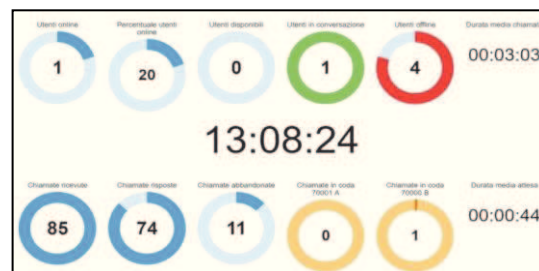 Utenti online
Percentuale utenti
online
Utenti disponibili
Utenti in conversazione
Utenti offline
Durata media chiamat
1
20
0
1
4
00:03:03
13:08:24
Chiamate ricevute
Chiamate risposte
Chiamate abbandonate
Chiamate in coda
70001 A
Chiamate in coda
70000 B
Durata media attesa
85
74
11
0
1
00:00:44